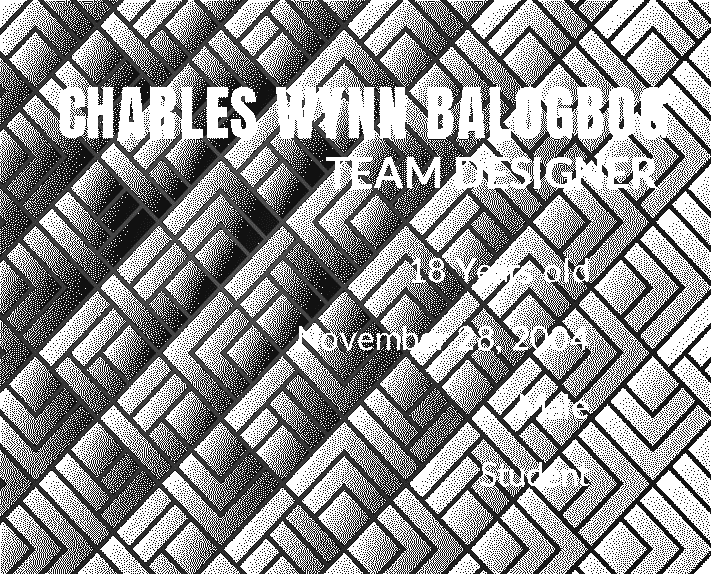 CHARLES WYNN BALOGBOG
TEAM DESIGNER
18 Years old
November 28, 2004
Male
Student